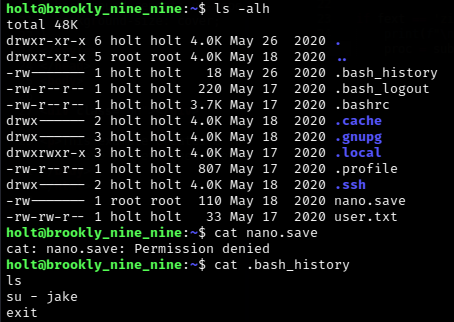 holt@brookly_nine_nine:~$ ls -alh
total 48K
drwxr-xr-x 6 holt holt 4.0K May 26  2020 .
drwxr-xr-x 5 root root 4.0K May 18  2020 ..
-rw------- 1 holt holt   18 May 26  2020 .bash_history
-rw-r--r-- 1 holt holt  220 May 17  2020 .bash_logout
-rw-r--r-- 1 holt holt 3.7K May 17  2020 .bashrc
drwx------ 2 holt holt 4.0K May 18  2020 .cache
drwx------ 3 holt holt 4.0K May 18  2020 .gnupg
drwxrwxr-x 3 holt holt 4.0K May 17  2020 .local
-rw-r--r-- 1 holt holt  807 May 17  2020 .profile
drwx------ 2 holt holt 4.0K May 18  2020 .ssh
-rw------- 1 root root  110 May 18  2020 nano.save
-rw-rw-r-- 1 holt holt   33 May 17  2020 user.txt
holt@brookly_nine_nine:~$ cat nano.save
cat: nano.save: Permission denied
holt@brookly_nine_nine:~$ cat .bash_history
ls
su - jake
exit